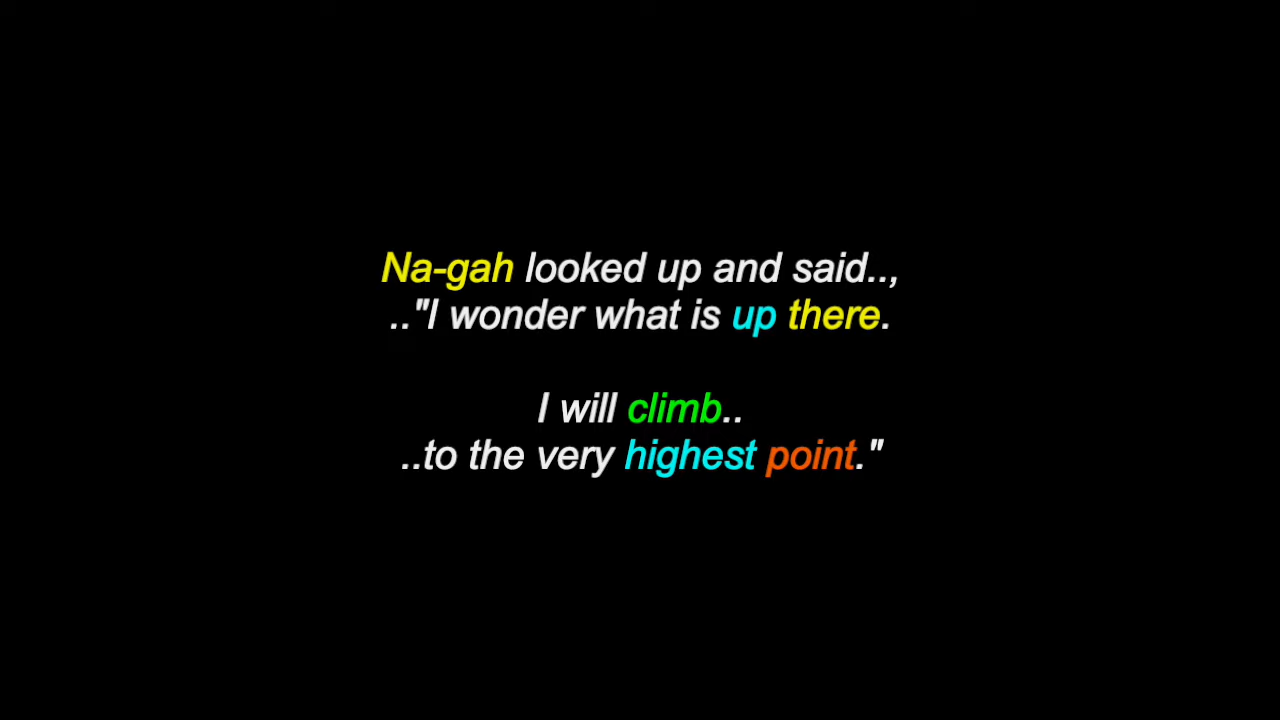 Na-gah looked up and said..,
.."I wonder what is up there.
I will climb..
..to the very highest point."